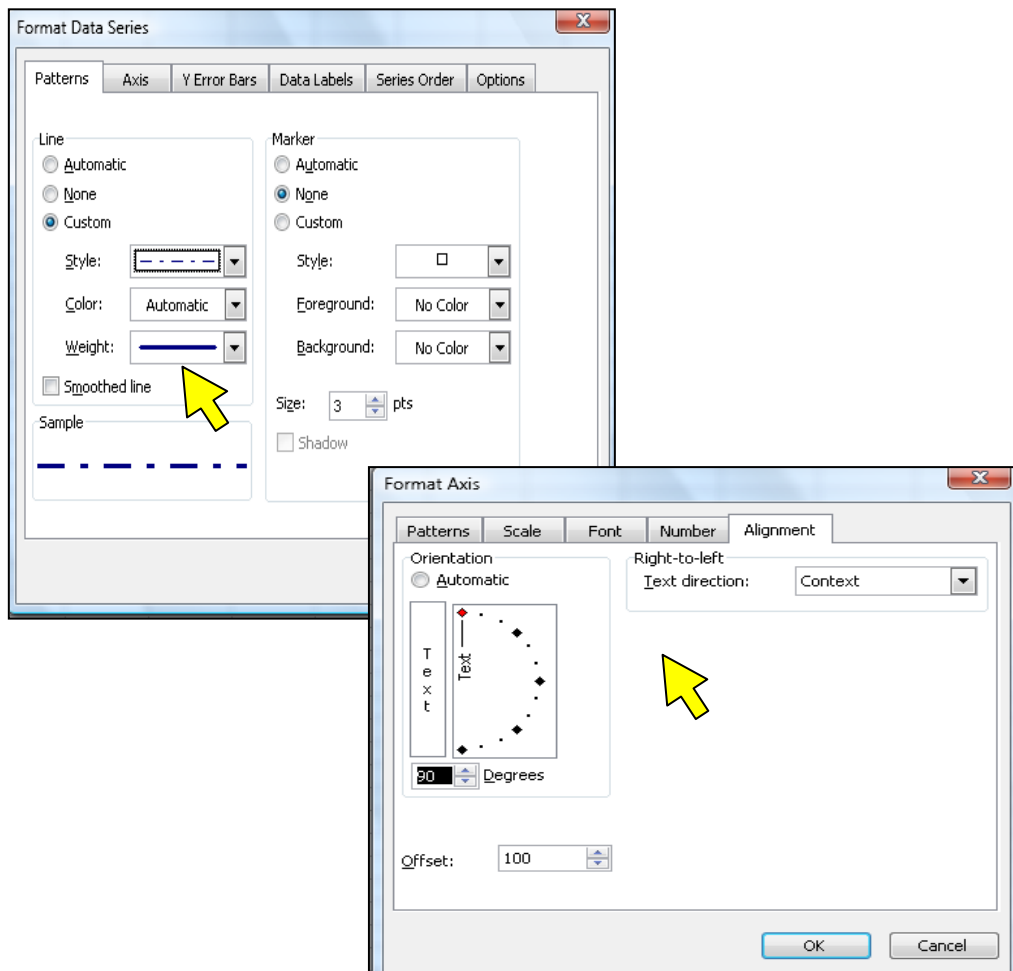 Format Data Series
Patterns Axis Y Error Bars Data Labels Series Order Options
Line
Automatic
None
Custom
Style:
Color: Automatic
Weight:
Smoothed line
Sample
Marker
Automatic
None
Custom
Style:
Foreground: No Color
Background: No Color
Size: 3 pts
Shadow
Format Axis
Patterns Scale Font Number Alignment
Orientation
Automatic
Text
Text
90 Degrees
Offset: 100
Right-to-left
Text direction: Context
OK Cancel